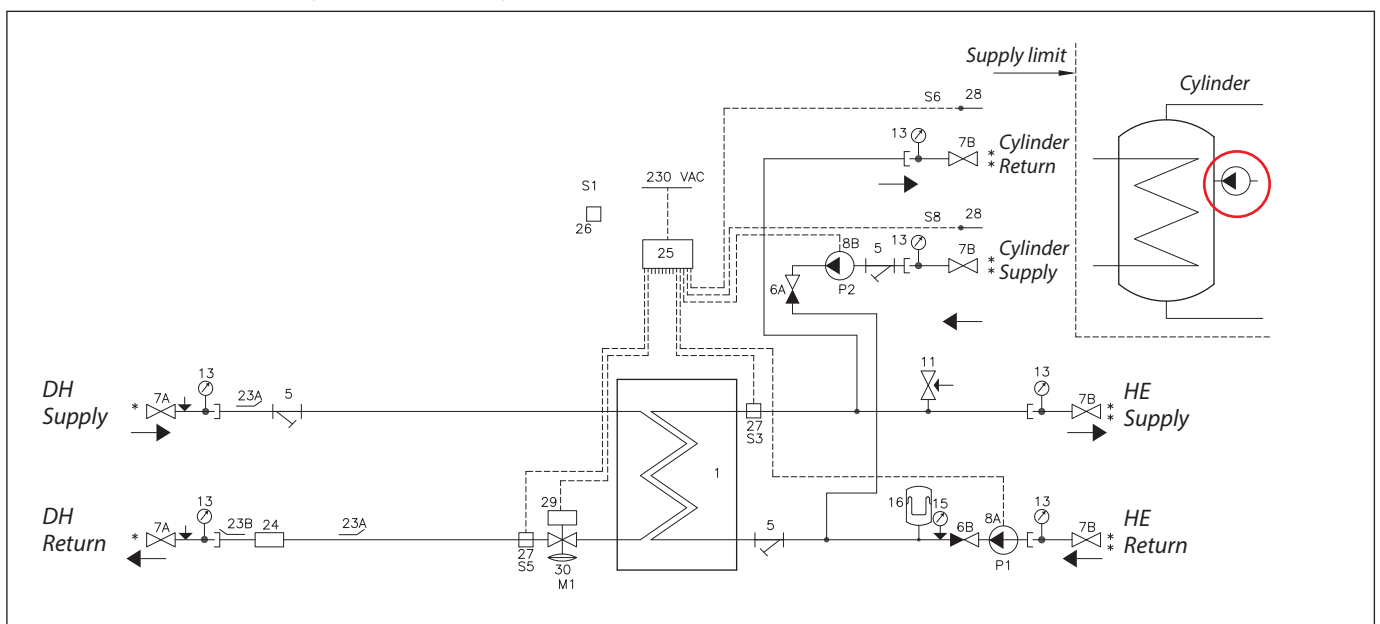 Supply limit
Cylinder
S6 28
13 7B ** Cylinder Return
S1
230 VAC
26
25
S8 28
8B 5 13 7B ** Cylinder Supply
6A P2
11
DH Supply * 7A 13 23A 5
27 S3
13 7B ** HE Supply
1
DH Return * 7A 13 23B 24 23A
27 S5
29
30 M1
5
16 15 6B 8A P1 13 7B ** HE Return